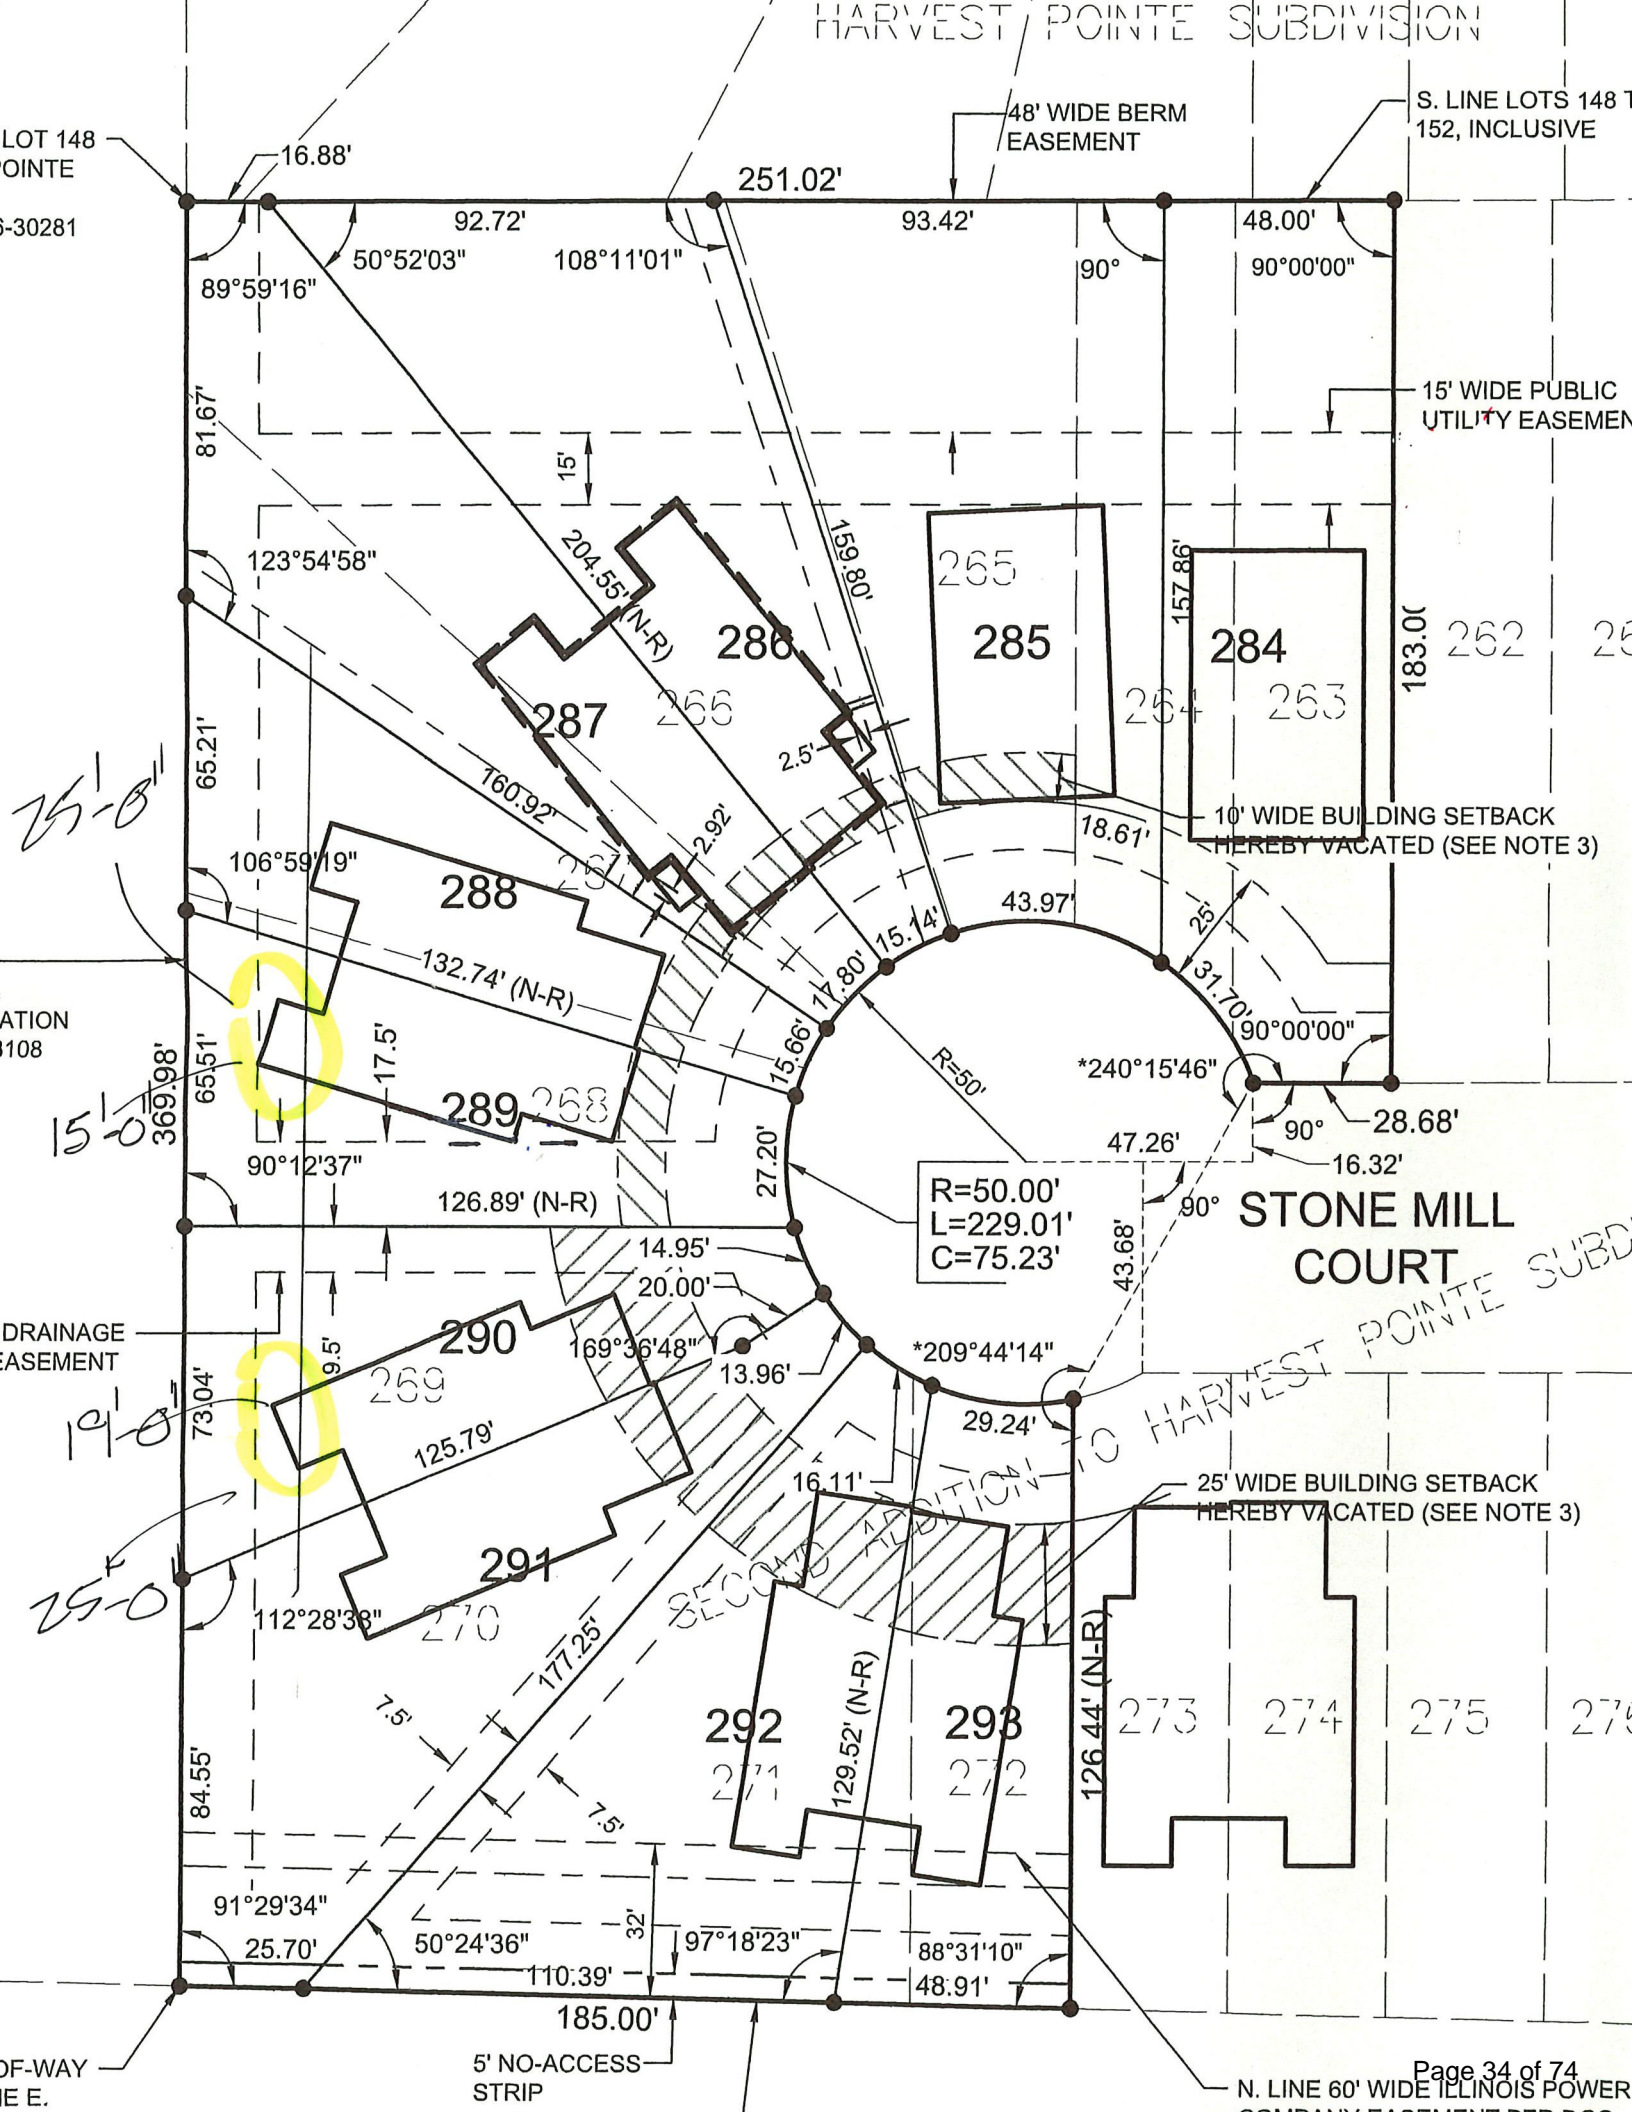 HARVEST POINTE SUBDIVISION
LOT 148
POINTE
16.88'
48' WIDE BERM
EASEMENT
S. LINE LOTS 148 T
152, INCLUSIVE
251.02'
6-30281
92.72'
93.42'
48.00'
50°52'03"
108°11'01"
90°
90°00'00"
89°59'16"
81.67'
15' WIDE PUBLIC
UTILITY EASEMEN
15'
123°54'58"
204.55' (N-R)
159.80'
265
157.86'
286
285
284
183.0
262
287
266
264
263
65.21'
25'-8"
2.5'
160.92'
2.92'
10' WIDE BUILDING SETBACK
HEREBY VACATED (SEE NOTE 3)
18.61'
106°59'19"
267
288
43.97'
25'
15.14'
132.74' (N-R)
17.80'
31.70'
ATION
8108
90°00'00"
15.66'
R=50'
17.5'
*240°15'46"
369.98'
65.51'
289
268
28.68'
15'-0"
90°
47.26'
16.32'
90°12'37"
27.20'
126.89' (N-R)
R=50.00'
L=229.01'
C=75.23'
90°
STONE MILL
COURT
14.95'
43.68'
20.00'
DRAINAGE
EASEMENT
290
9.5'
169°36'48"
*209°44'14"
269
13.96'
19'-8"
73.04'
125.79'
29.24'
SECOND ADDITION TO HARVEST POINTE SUBD
16.11'
25' WIDE BUILDING SETBACK
HEREBY VACATED (SEE NOTE 3)
25'-0"
291
112°28'38"
270
177.25'
7.5'
292
293
129.52' (N-R)
126.44' (N-R)
273
274
275
276
271
272
84.55'
7.5'
91°29'34"
32'
25.70'
50°24'36"
97°18'23"
88°31'10"
110.39'
48.91'
185.00'
5' NO-ACCESS
STRIP
OF-WAY
NE E.
Page 34 of 74
N. LINE 60' WIDE ILLINOIS POWER
COMPANY EASEMENT PER DOC